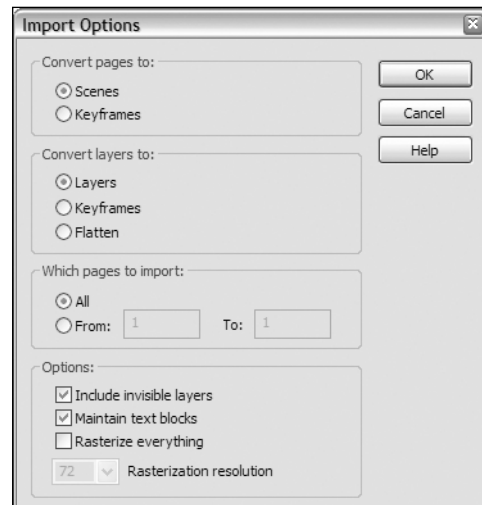 Import Options
Convert pages to:
Scenes
Keyframes
OK
Cancel
Help
Convert layers to:
Layers
Keyframes
Flatten
Which pages to import:
All
From: 1 To: 1
Options:
Include invisible layers
Maintain text blocks
Rasterize everything
72 Rasterization resolution